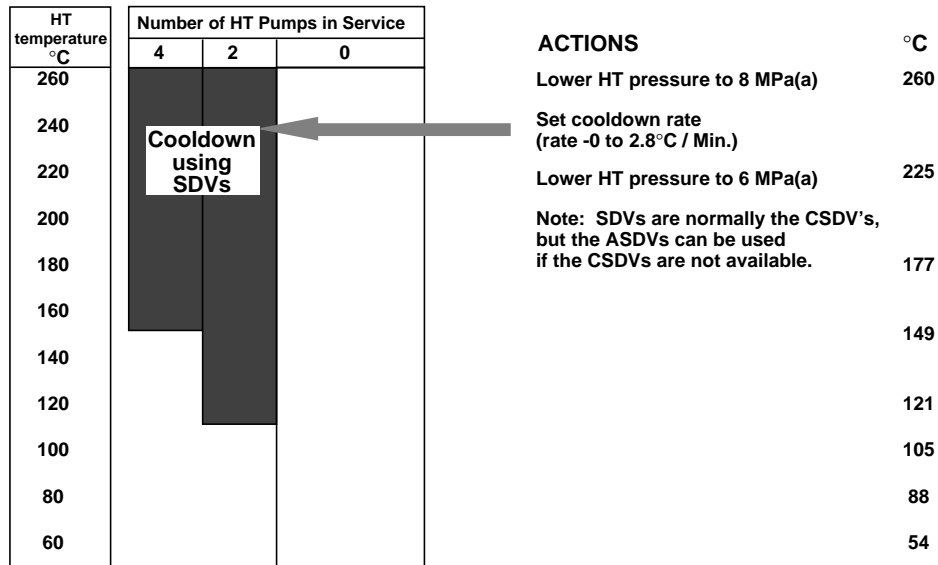 HT
temperature
°C
Number of HT Pumps in Service
4 2 0
260
240
220
200
180
160
140
120
100
80
60
Cooldown
using
SDVs
ACTIONS °C
Lower HT pressure to 8 MPa(a) 260
Set cooldown rate
(rate -0 to 2.8°C / Min.)
Lower HT pressure to 6 MPa(a) 225
Note: SDVs are normally the CSDV's,
but the ASDVs can be used
if the CSDVs are not available. 177
149
121
105
88
54